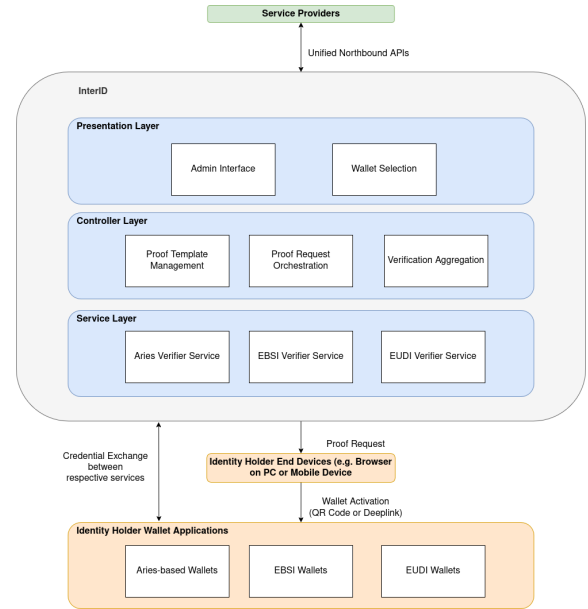 Service Providers
Unified Northbound APIs
InterID
Presentation Layer
Admin Interface
Wallet Selection
Controller Layer
Proof Template
Management
Proof Request
Orchestration
Verification Aggregation
Service Layer
Aries Verifier Service
EBSI Verifier Service
EUDI Verifier Service
Credential Exchange
between
respective services
Proof Request
Identity Holder End Devices (e.g. Browser
on PC or Mobile Device
Wallet Activation
(QR Code or Deeplink)
Identity Holder Wallet Applications
Aries-based Wallets
EBSI Wallets
EUDI Wallets